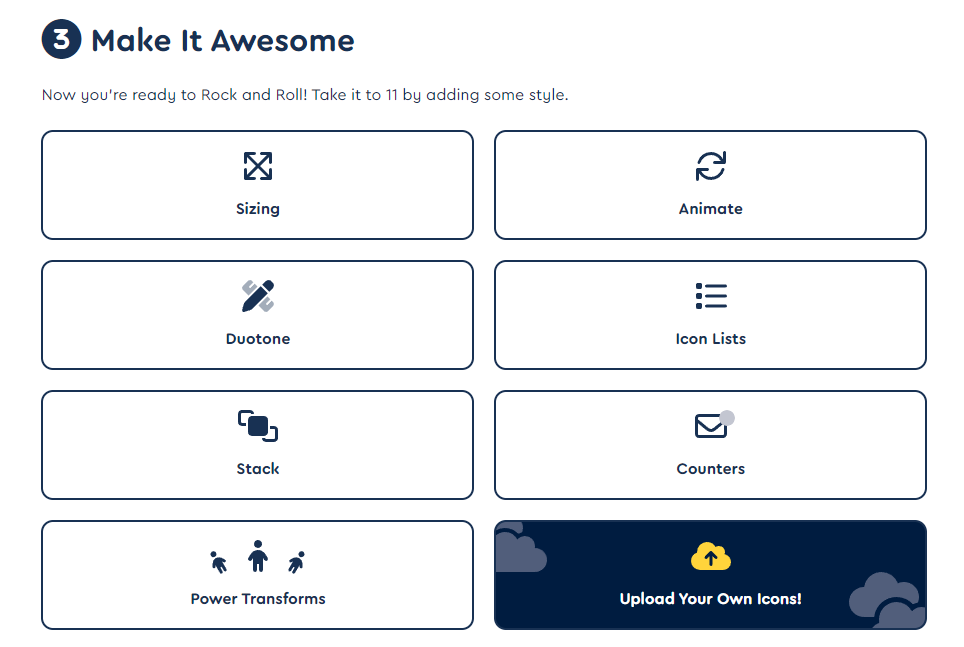 3 Make It Awesome
Now you're ready to Rock and Roll! Take it to 11 by adding some style.
Sizing
Animate
Duotone
Icon Lists
Stack
Counters
Power Transforms
Upload Your Own Icons!